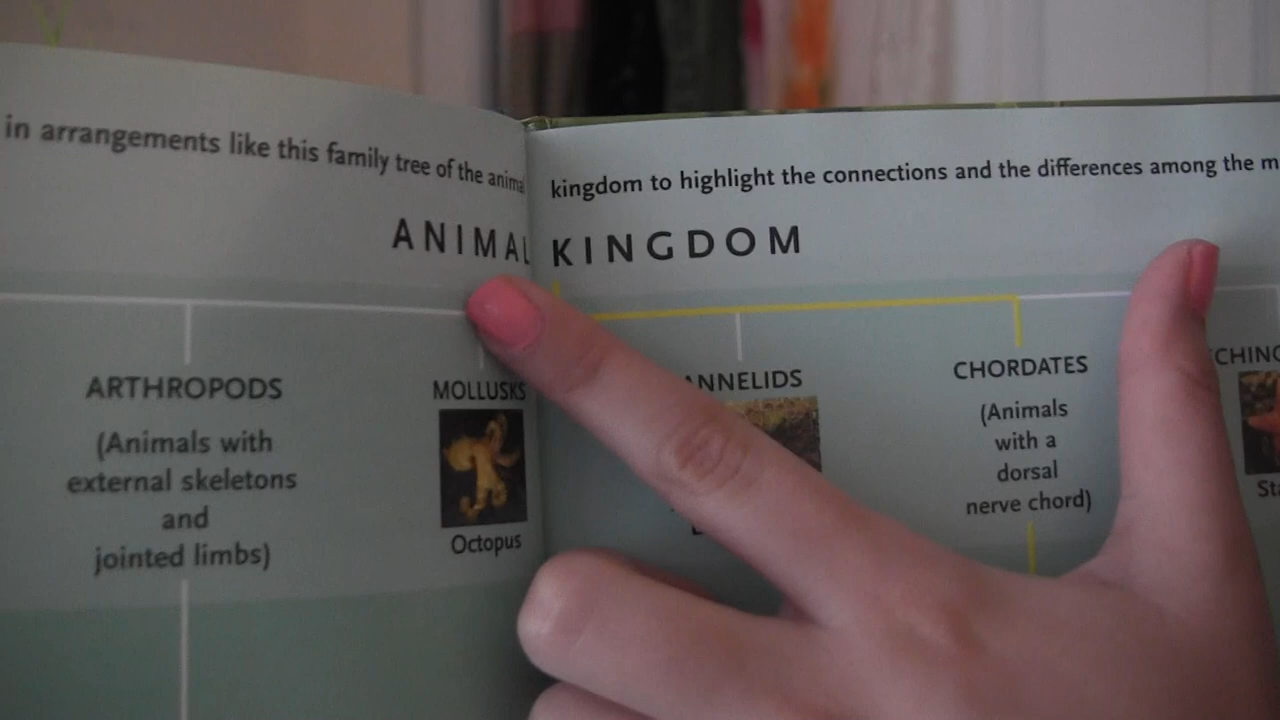 in arrangements like this family tree of the anima
kingdom to highlight the connections and the differences among the m
ANIMAL KINGDOM
ARTHROPODS
(Animals with
external skeletons
and
jointed limbs)
MOLLUSKS
Octopus
NNELIDS
CHORDATES
(Animals
with a
dorsal
nerve chord)
CHING
Sta